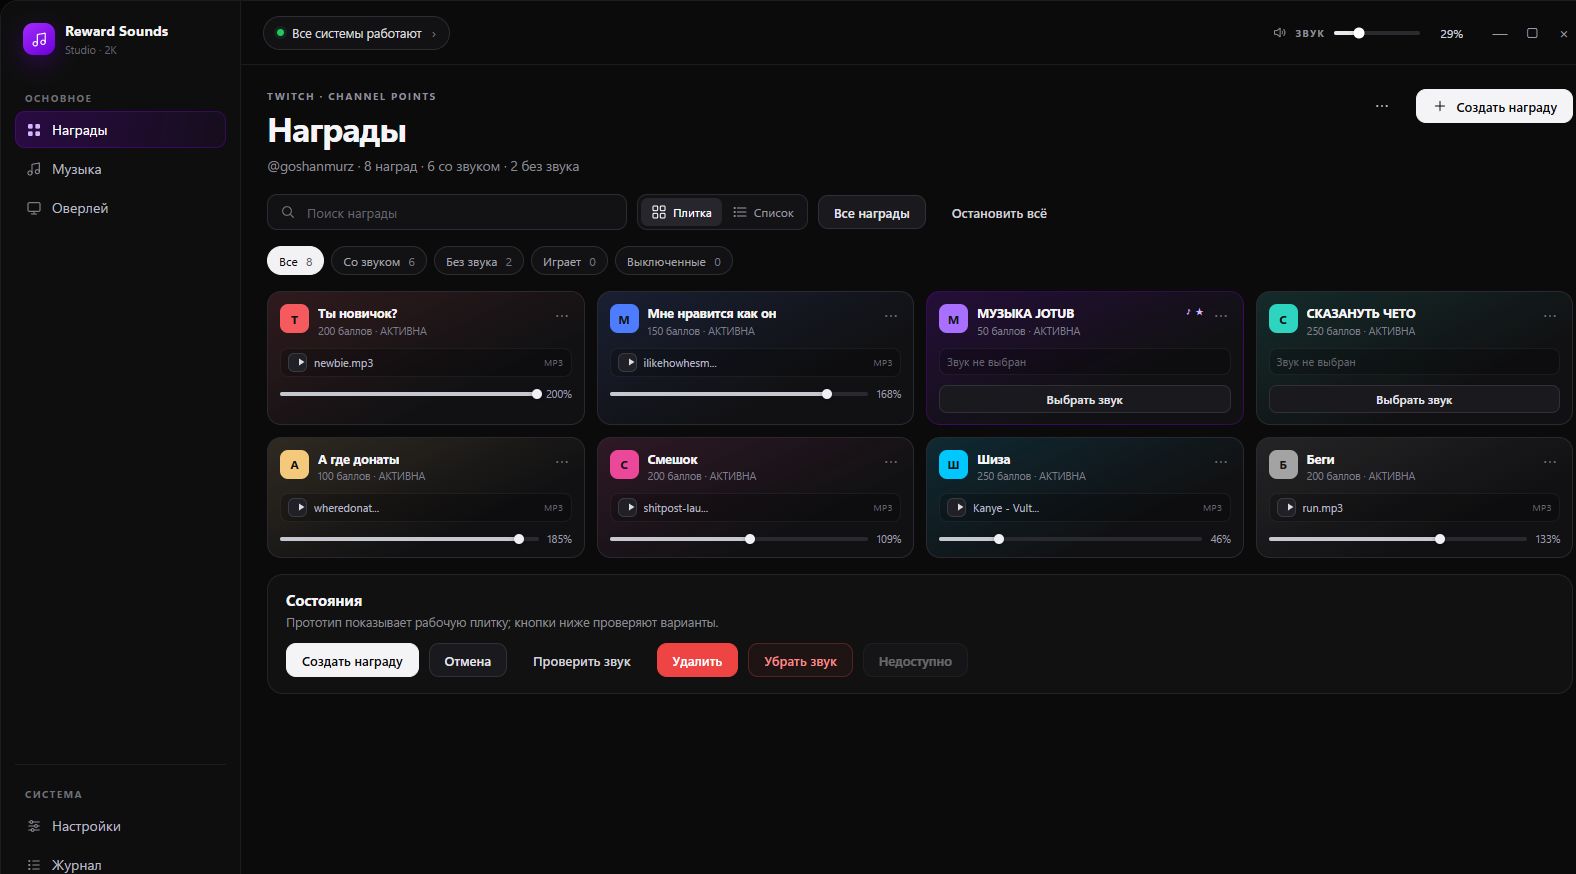 Reward Sounds
Studio · 2K
ОСНОВНОЕ
Награды
Музыка
Оверлей
СИСТЕМА
Настройки
Журнал
Все системы работают ›
ЗВУК 29%
TWITCH · CHANNEL POINTS
Награды
@goshanmurz · 8 наград · 6 со звуком · 2 без звука
Создать награду
Поиск награды
Плитка Список Все награды Остановить всё
Все 8 Со звуком 6 Без звука 2 Играет 0 Выключенные 0
Т Ты новичок?
200 баллов · АКТИВНА
newbie.mp3 MP3
200%
М Мне нравится как он
150 баллов · АКТИВНА
ilikehowhesm... MP3
168%
М МУЗЫКА JOTUB
50 баллов · АКТИВНА
Звук не выбран
Выбрать звук
С СКАЗАНУТЬ ЧЕТО
250 баллов · АКТИВНА
Звук не выбран
Выбрать звук
А А где донаты
100 баллов · АКТИВНА
wheredonat... MP3
185%
С Смешок
200 баллов · АКТИВНА
shitpost-lau... MP3
109%
Ш Шиза
250 баллов · АКТИВНА
Kanye - Vult... MP3
46%
Б Беги
200 баллов · АКТИВНА
run.mp3 MP3
133%
Состояния
Прототип показывает рабочую плитку; кнопки ниже проверяют варианты.
Создать награду Отмена Проверить звук Удалить Убрать звук Недоступно